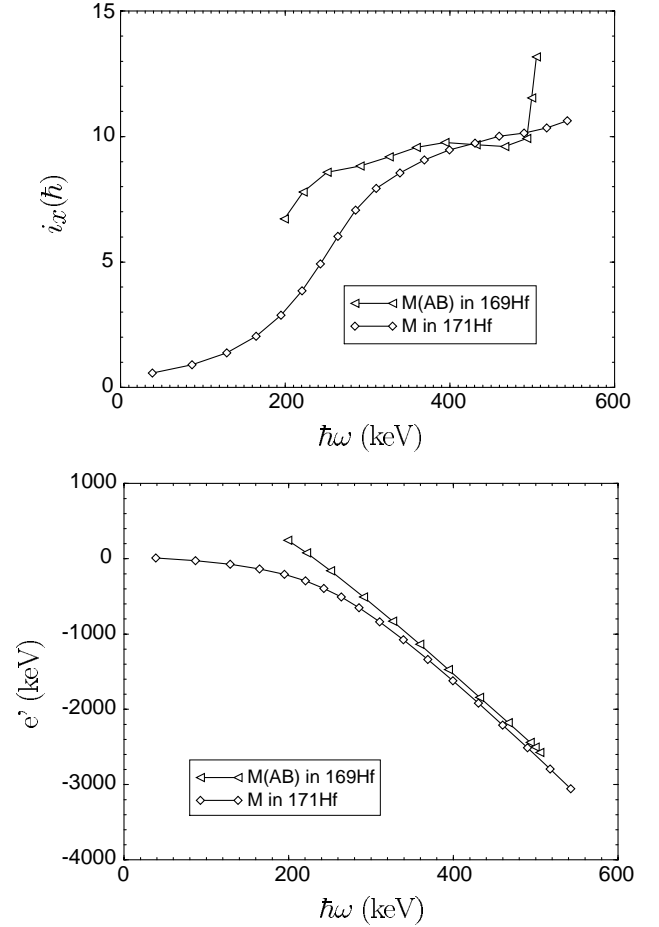 15
10
5
0
i_x(ħ)
M(AB) in 169Hf
M in 171Hf
0
200
400
600
ħω (keV)
1000
0
-1000
-2000
-3000
-4000
e' (keV)
M(AB) in 169Hf
M in 171Hf
0
200
400
600
ħω (keV)